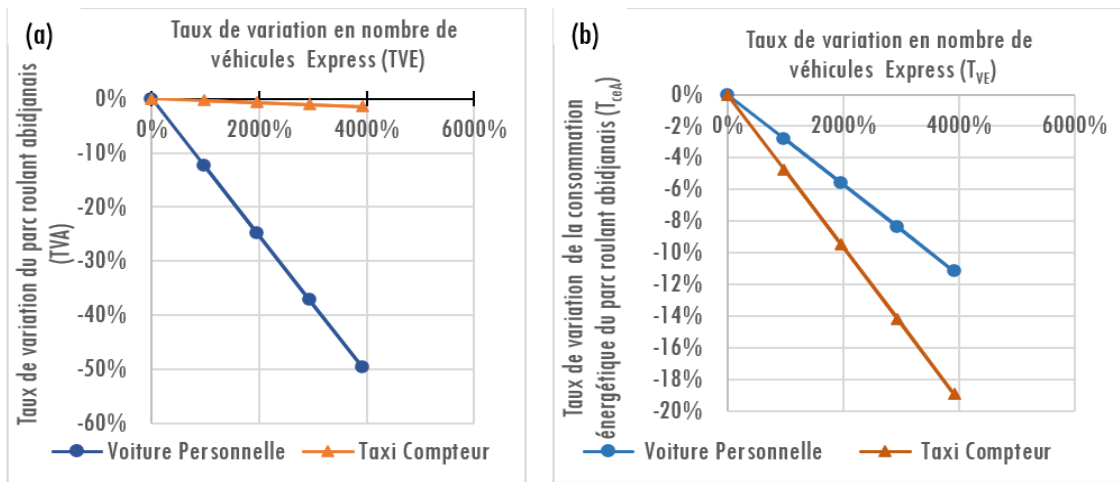 (a)
Taux de variation en nombre de
véhicules Express (TVE)
Taux de variation du parc roulant abidjanais
(TVA)
0%
-10%
-20%
-30%
-40%
-50%
-60%
0% 2000% 4000% 6000%
Voiture Personnelle Taxi Compteur
(b)
Taux de variation en nombre de
véhicules Express (T_VE)
Taux de variation de la consommation
énergétique du parc roulant abidjanais (T_ceA)
0%
-2%
-4%
-6%
-8%
-10%
-12%
-14%
-16%
-18%
-20%
0% 2000% 4000% 6000%
Voiture Personnelle Taxi Compteur